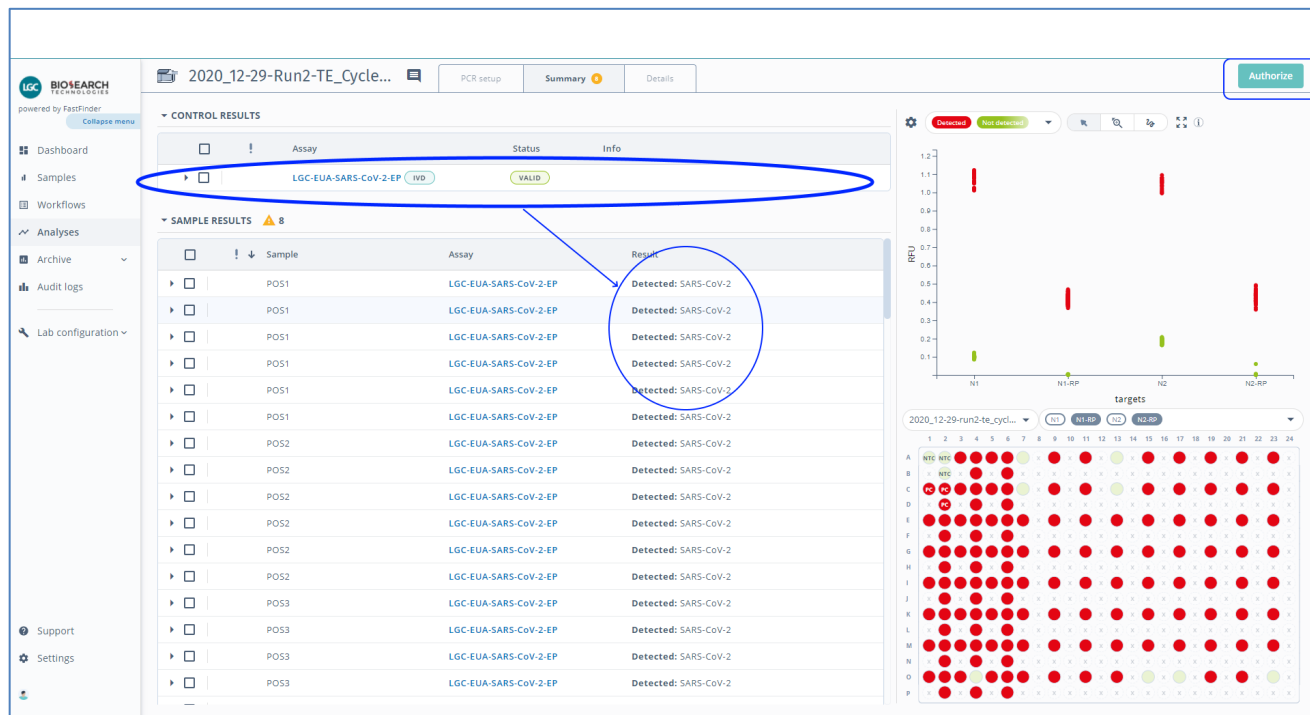 2020_12-29-Run2-TE_Cycle...
PCR setup
Summary 8
Details
Authorize
LGC BIOSEARCH
TECHNOLOGIES
powered by FastFinder
Collapse menu
Dashboard
Samples
Workflows
Analyses
Archive
Audit logs
Lab configuration
Support
Settings
CONTROL RESULTS
! Assay Status Info
LGC-EUA-SARS-CoV-2-EP IVD VALID
SAMPLE RESULTS 8
! Sample Assay Result
POS1 LGC-EUA-SARS-CoV-2-EP Detected: SARS-CoV-2
POS1 LGC-EUA-SARS-CoV-2-EP Detected: SARS-CoV-2
POS1 LGC-EUA-SARS-CoV-2-EP Detected: SARS-CoV-2
POS1 LGC-EUA-SARS-CoV-2-EP Detected: SARS-CoV-2
POS1 LGC-EUA-SARS-CoV-2-EP Detected: SARS-CoV-2
POS1 LGC-EUA-SARS-CoV-2-EP Detected: SARS-CoV-2
POS2 LGC-EUA-SARS-CoV-2-EP Detected: SARS-CoV-2
POS2 LGC-EUA-SARS-CoV-2-EP Detected: SARS-CoV-2
POS2 LGC-EUA-SARS-CoV-2-EP Detected: SARS-CoV-2
POS2 LGC-EUA-SARS-CoV-2-EP Detected: SARS-CoV-2
POS2 LGC-EUA-SARS-CoV-2-EP Detected: SARS-CoV-2
POS2 LGC-EUA-SARS-CoV-2-EP Detected: SARS-CoV-2
POS3 LGC-EUA-SARS-CoV-2-EP Detected: SARS-CoV-2
POS3 LGC-EUA-SARS-CoV-2-EP Detected: SARS-CoV-2
POS3 LGC-EUA-SARS-CoV-2-EP Detected: SARS-CoV-2
POS3 LGC-EUA-SARS-CoV-2-EP Detected: SARS-CoV-2
Detected Not detected
1.2
1.1
1.0
0.9
0.8
0.7
0.6
0.5
0.4
0.3
0.2
0.1
RFU
N1 N1-RP N2 N2-RP
targets
2020_12-29-run2-te_cycl... N1 N1-RP N2 N2-RP
1 2 3 4 5 6 7 8 9 10 11 12 13 14 15 16 17 18 19 20 21 22 23 24
A NTC NTC
B NTC
C PC PC
D PC
E
F
G
H
I
J
K
L
M
N
O
P